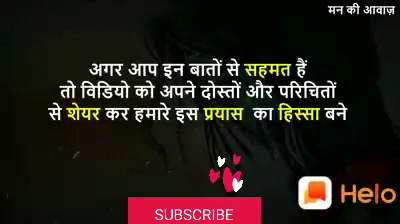 मन की आवाज़
अगर आप इन बातों से सहमत हैं
तो विडियो को अपने दोस्तों और परिचितों
से शेयर कर हमारे इस प्रयास का हिस्सा बने
Helo
SUBSCRIBE